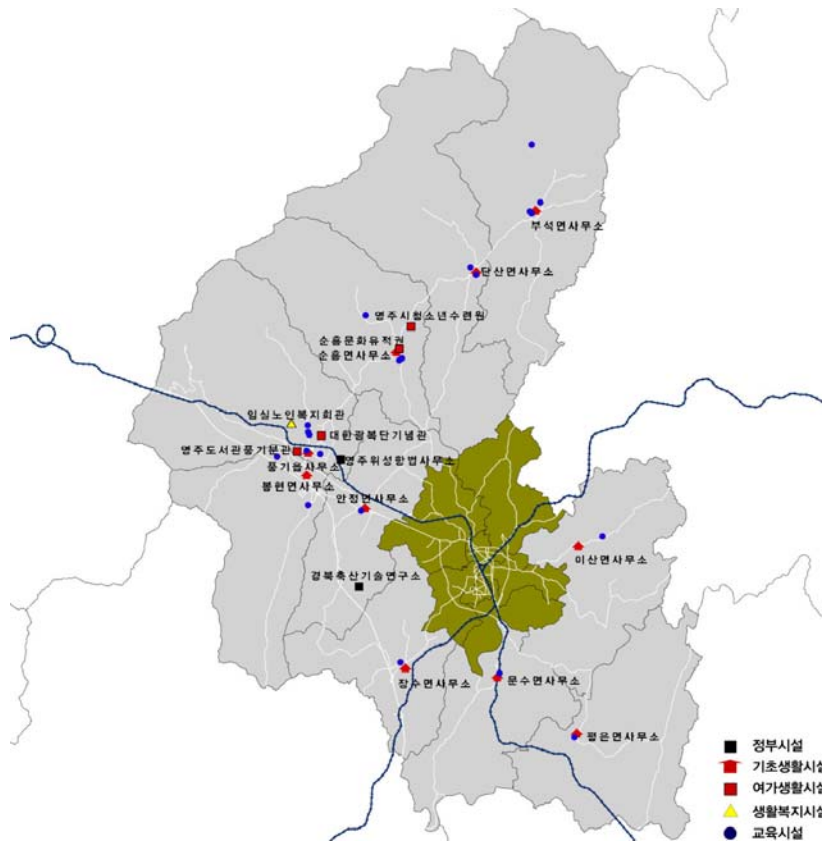 부석면사무소
단산면사무소
영주시청소년수련원
순흥문화유적권
순흥면사무소
임실노인복지회관
대한광복단기념관
영주도서관풍기분관
영주위성항법사무소
풍기읍사무소
봉현면사무소
안정면사무소
이산면사무소
경북축산기술연구소
장수면사무소
문수면사무소
평은면사무소
정부시설
기초생활시설
여가생활시설
생활복지시설
교육시설